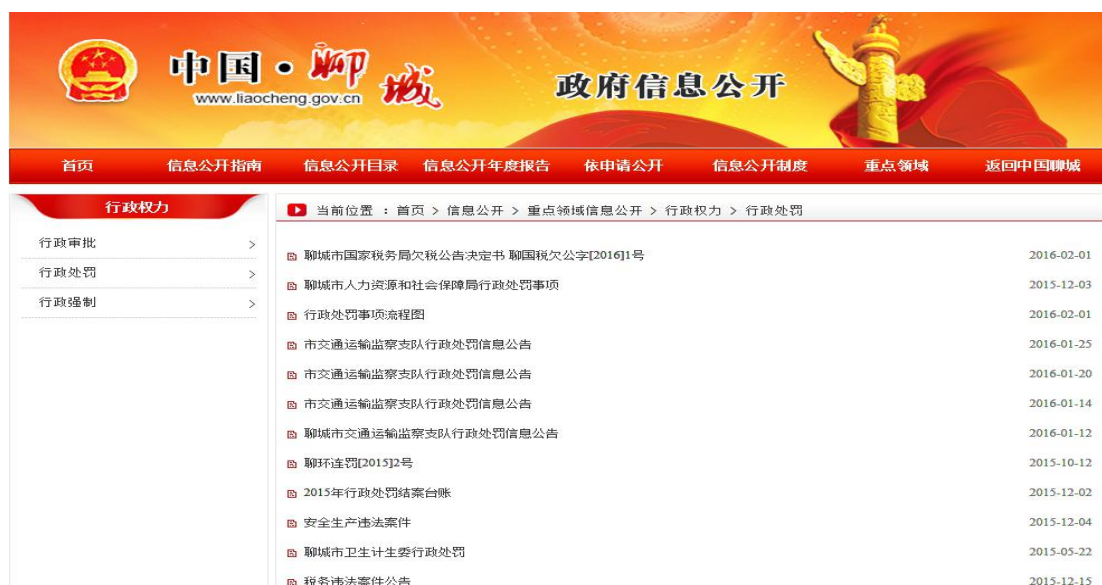 中国·聊城
www.liaocheng.gov.cn
政府信息公开
首页 信息公开指南 信息公开目录 信息公开年度报告 依申请公开 信息公开制度 重点领域 返回中国聊城
行政权力
行政审批 >
行政处罚 >
行政强制 >
当前位置 ：首页 > 信息公开 > 重点领域信息公开 > 行政权力 > 行政处罚
聊城市国家税务局欠税公告决定书 聊国税欠公字[2016]1号 2016-02-01
聊城市人力资源和社会保障局行政处罚事项 2015-12-03
行政处罚事项流程图 2016-02-01
市交通运输监察支队行政处罚信息公告 2016-01-25
市交通运输监察支队行政处罚信息公告 2016-01-20
市交通运输监察支队行政处罚信息公告 2016-01-14
聊城市交通运输监察支队行政处罚信息公告 2016-01-12
聊环连罚[2015]2号 2015-10-12
2015年行政处罚结案台账 2015-12-02
安全生产违法案件 2015-12-04
聊城市卫生计生委行政处罚 2015-05-22
税务违法案件公告 2015-12-15